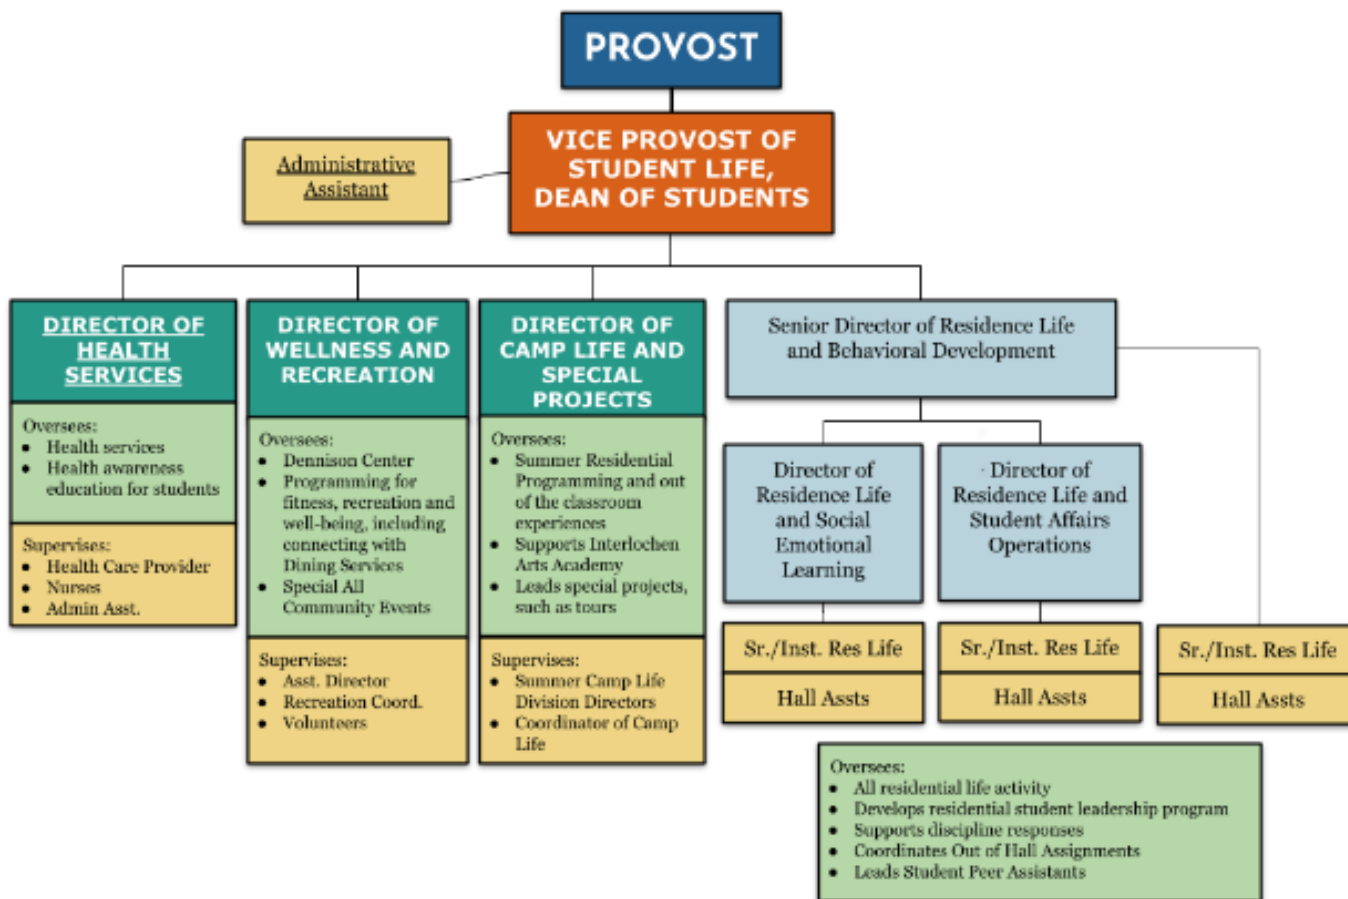 PROVOST
VICE PROVOST OF
STUDENT LIFE,
DEAN OF STUDENTS
Administrative
Assistant
DIRECTOR OF
HEALTH
SERVICES
Oversees:
● Health services
● Health awareness
education for students
Supervises:
● Health Care Provider
● Nurses
● Admin Asst.
DIRECTOR OF
WELLNESS AND
RECREATION
Oversees:
● Dennison Center
● Programming for
fitness, recreation and
well-being, including
connecting with
Dining Services
● Special All
Community Events
Supervises:
● Asst. Director
● Recreation Coord.
● Volunteers
DIRECTOR OF
CAMP LIFE AND
SPECIAL
PROJECTS
Oversees:
● Summer Residential
Programming and out
of the classroom
experiences
● Supports Interlochen
Arts Academy
● Leads special projects,
such as tours
Supervises:
● Summer Camp Life
Division Directors
● Coordinator of Camp
Life
Senior Director of Residence Life
and Behavioral Development
Director of
Residence Life
and Social
Emotional
Learning
Sr./Inst. Res Life
Hall Assts
· Director of
Residence Life and
Student Affairs
Operations
Sr./Inst. Res Life
Hall Assts
Sr./Inst. Res Life
Hall Assts
Oversees:
● All residential life activity
● Develops residential student leadership program
● Supports discipline responses
● Coordinates Out of Hall Assignments
● Leads Student Peer Assistants